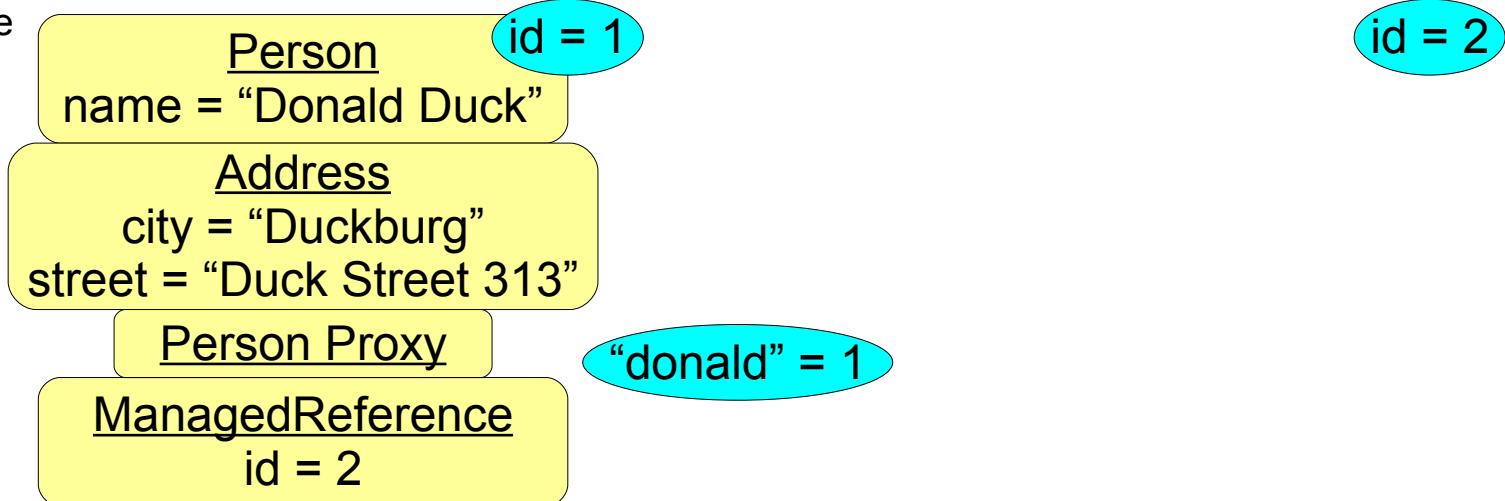 e
Person
id = 1
id = 2
name = “Donald Duck”
Address
city = “Duckburg”
street = “Duck Street 313”
Person Proxy
“donald” = 1
ManagedReference
id = 2